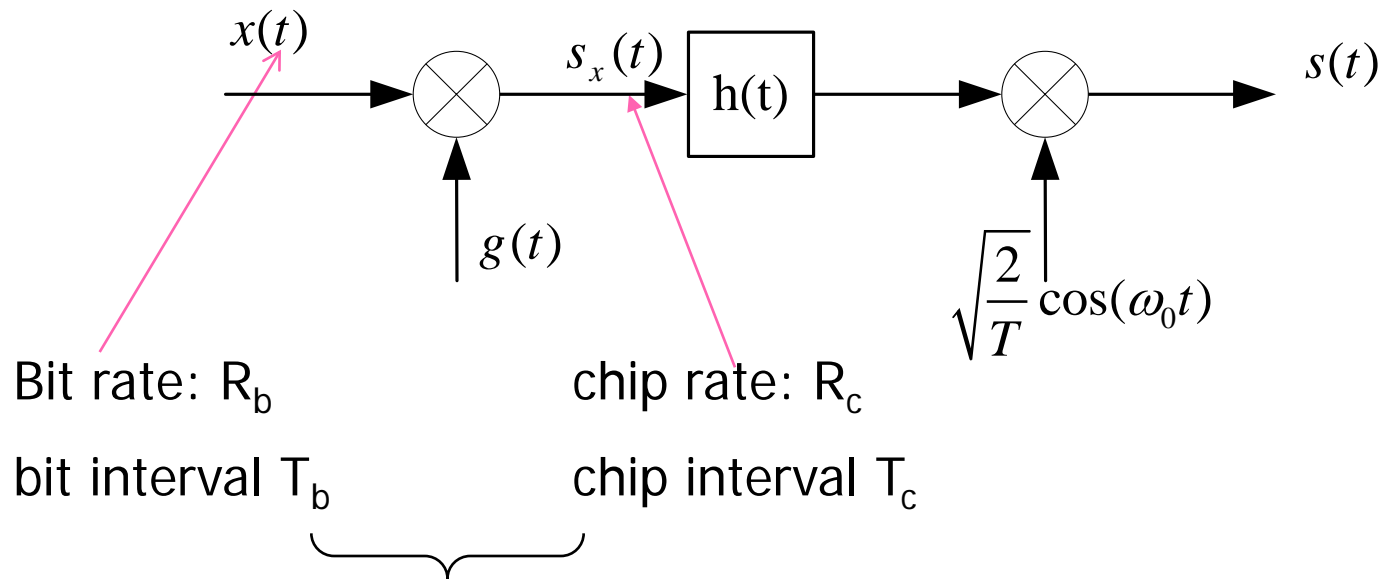 x(t)
s_x(t)
h(t)
s(t)
g(t)
√(2/T) cos(ω₀t)
Bit rate: R_b
chip rate: R_c
bit interval T_b
chip interval T_c